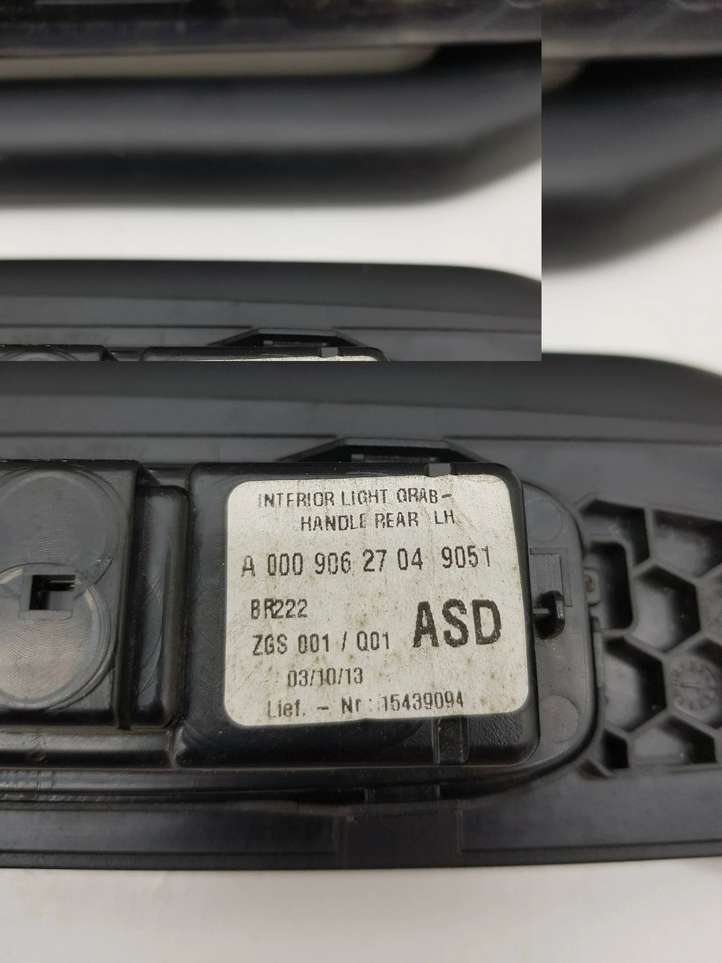 INTERIOR LIGHT GRAB-
HANDLE REAR LH
A 000 906 27 04 9051
BR222
ZGS 001 / Q01 ASD
03/10/13
Lief. - Nr.: 15439094